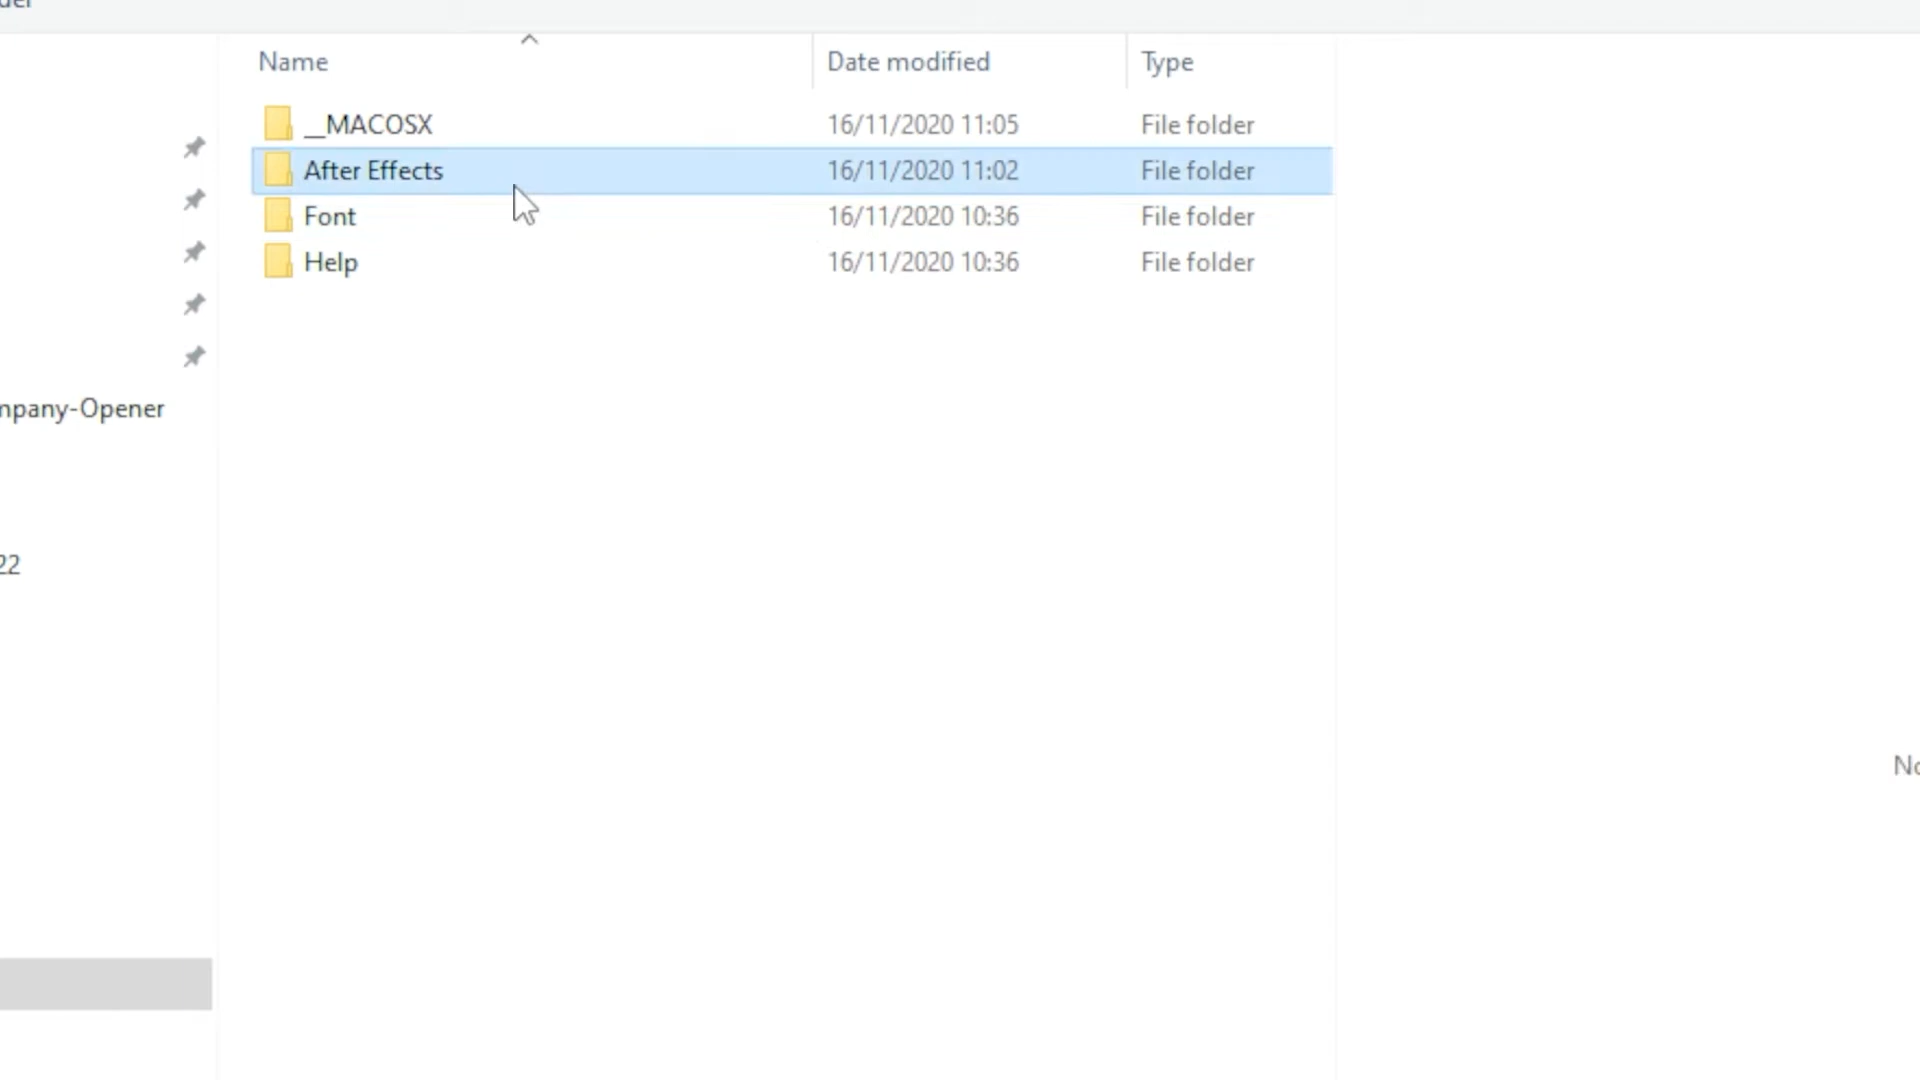 Name Date modified Type
__MACOSX 16/11/2020 11:05 File folder
After Effects 16/11/2020 11:02 File folder
Font 16/11/2020 10:36 File folder
Help 16/11/2020 10:36 File folder
mpany-Opener
22
No